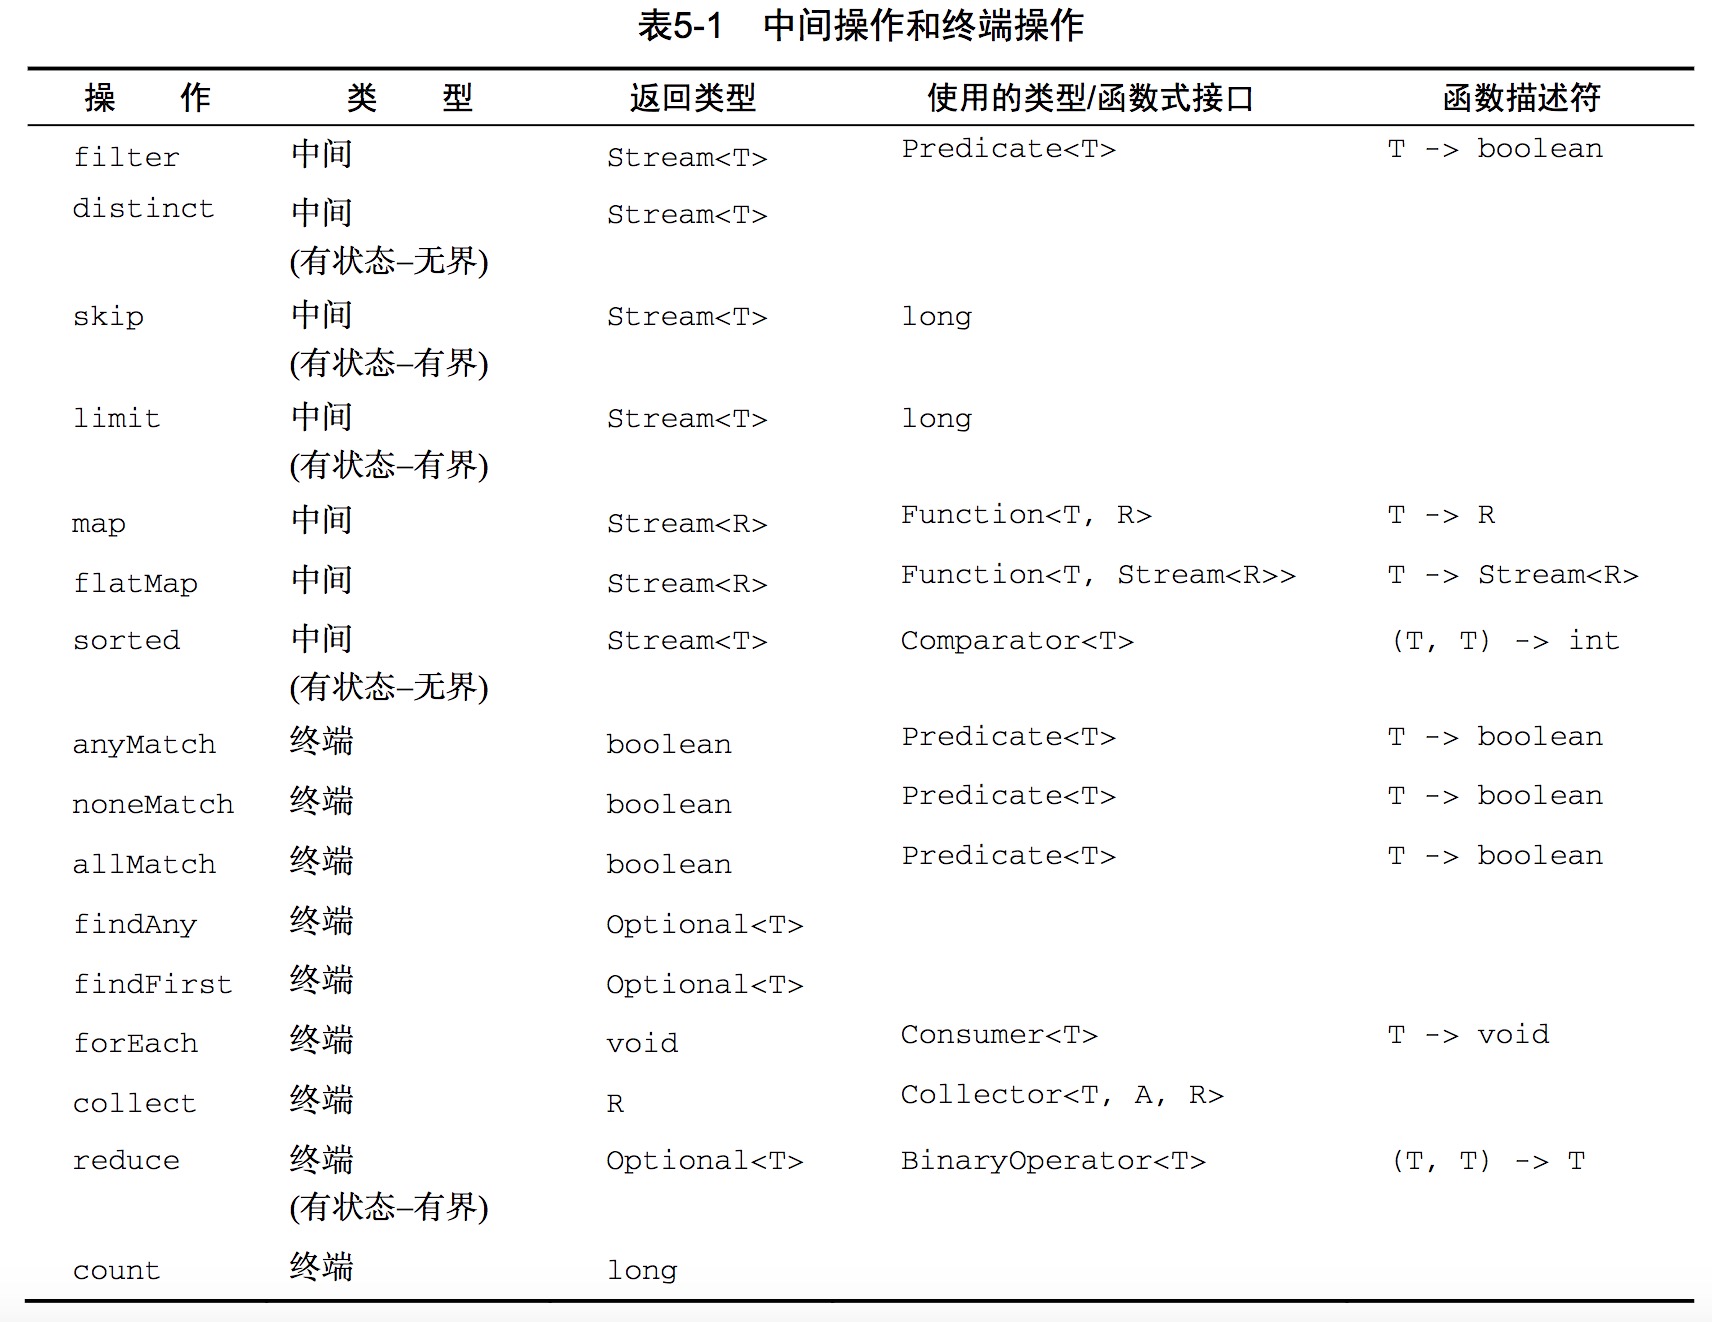 表5-1 中间操作和终端操作
操 作 类 型 返回类型 使用的类型/函数式接口 函数描述符
filter 中间 Stream<T> Predicate<T> T -> boolean
distinct 中间 Stream<T>
(有状态–无界)
skip 中间 Stream<T> long
(有状态–有界)
limit 中间 Stream<T> long
(有状态–有界)
map 中间 Stream<R> Function<T, R> T -> R
flatMap 中间 Stream<R> Function<T, Stream<R>> T -> Stream<R>
sorted 中间 Stream<T> Comparator<T> (T, T) -> int
(有状态–无界)
anyMatch 终端 boolean Predicate<T> T -> boolean
noneMatch 终端 boolean Predicate<T> T -> boolean
allMatch 终端 boolean Predicate<T> T -> boolean
findAny 终端 Optional<T>
findFirst 终端 Optional<T>
forEach 终端 void Consumer<T> T -> void
collect 终端 R Collector<T, A, R>
reduce 终端 Optional<T> BinaryOperator<T> (T, T) -> T
(有状态–有界)
count 终端 long